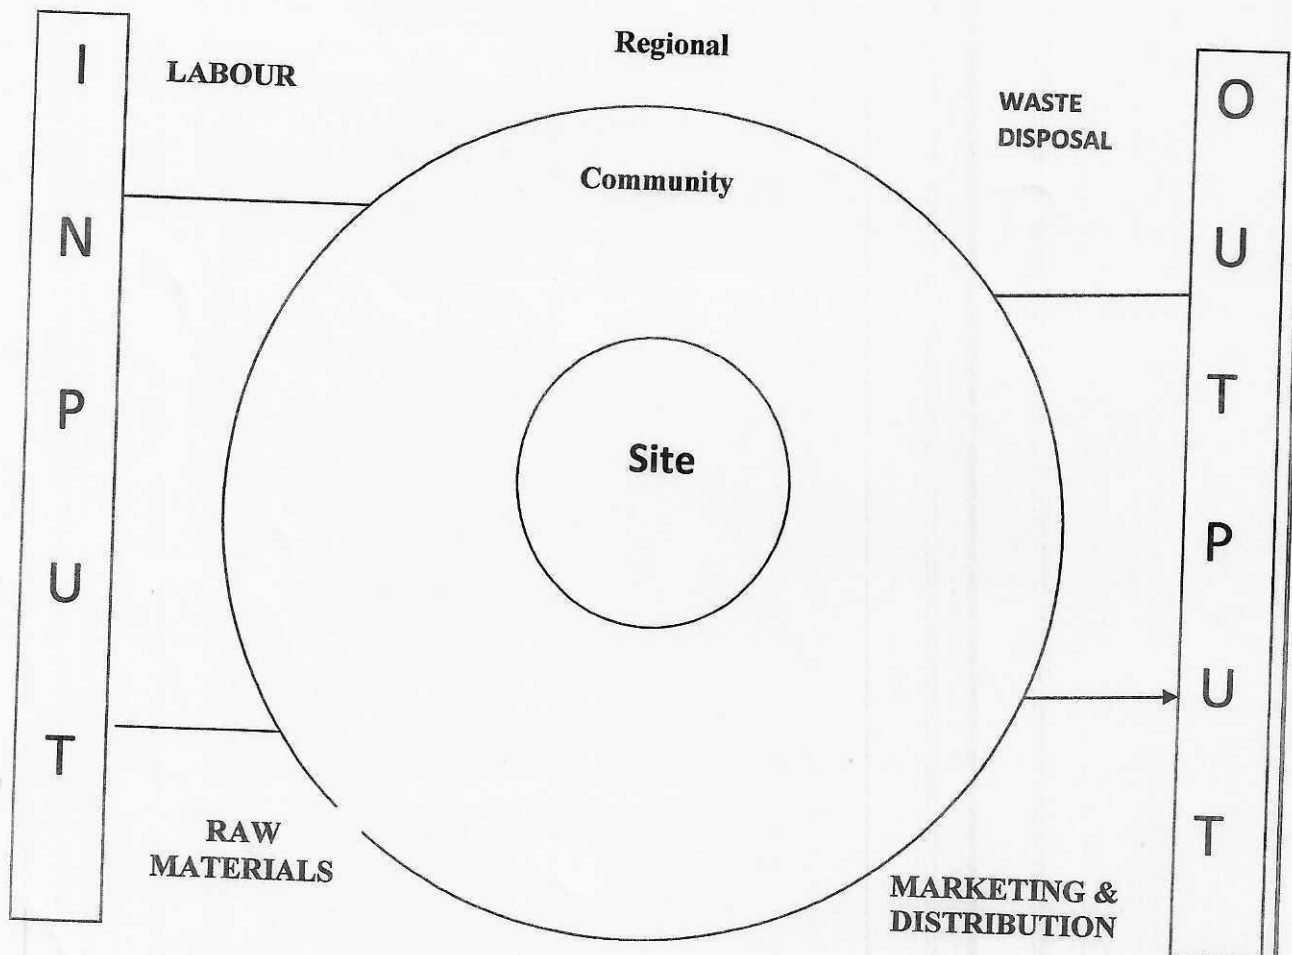 I
N
P
U
T
LABOUR
RAW
MATERIALS
Regional
Community
Site
WASTE
DISPOSAL
MARKETING &
DISTRIBUTION
O
U
T
P
U
T